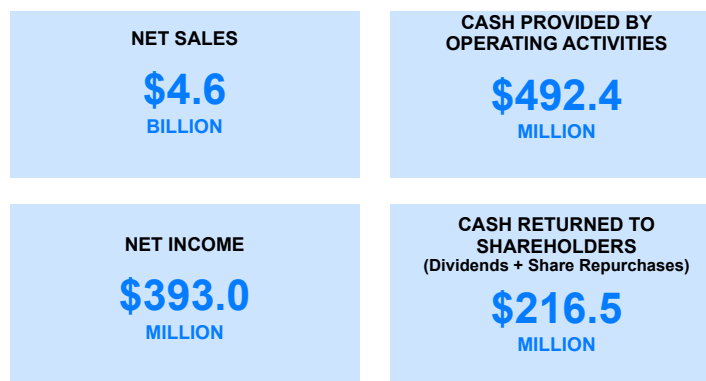 NET SALES
$4.6
BILLION
CASH PROVIDED BY
OPERATING ACTIVITIES
$492.4
MILLION
NET INCOME
$393.0
MILLION
CASH RETURNED TO
SHAREHOLDERS
(Dividends + Share Repurchases)
$216.5
MILLION